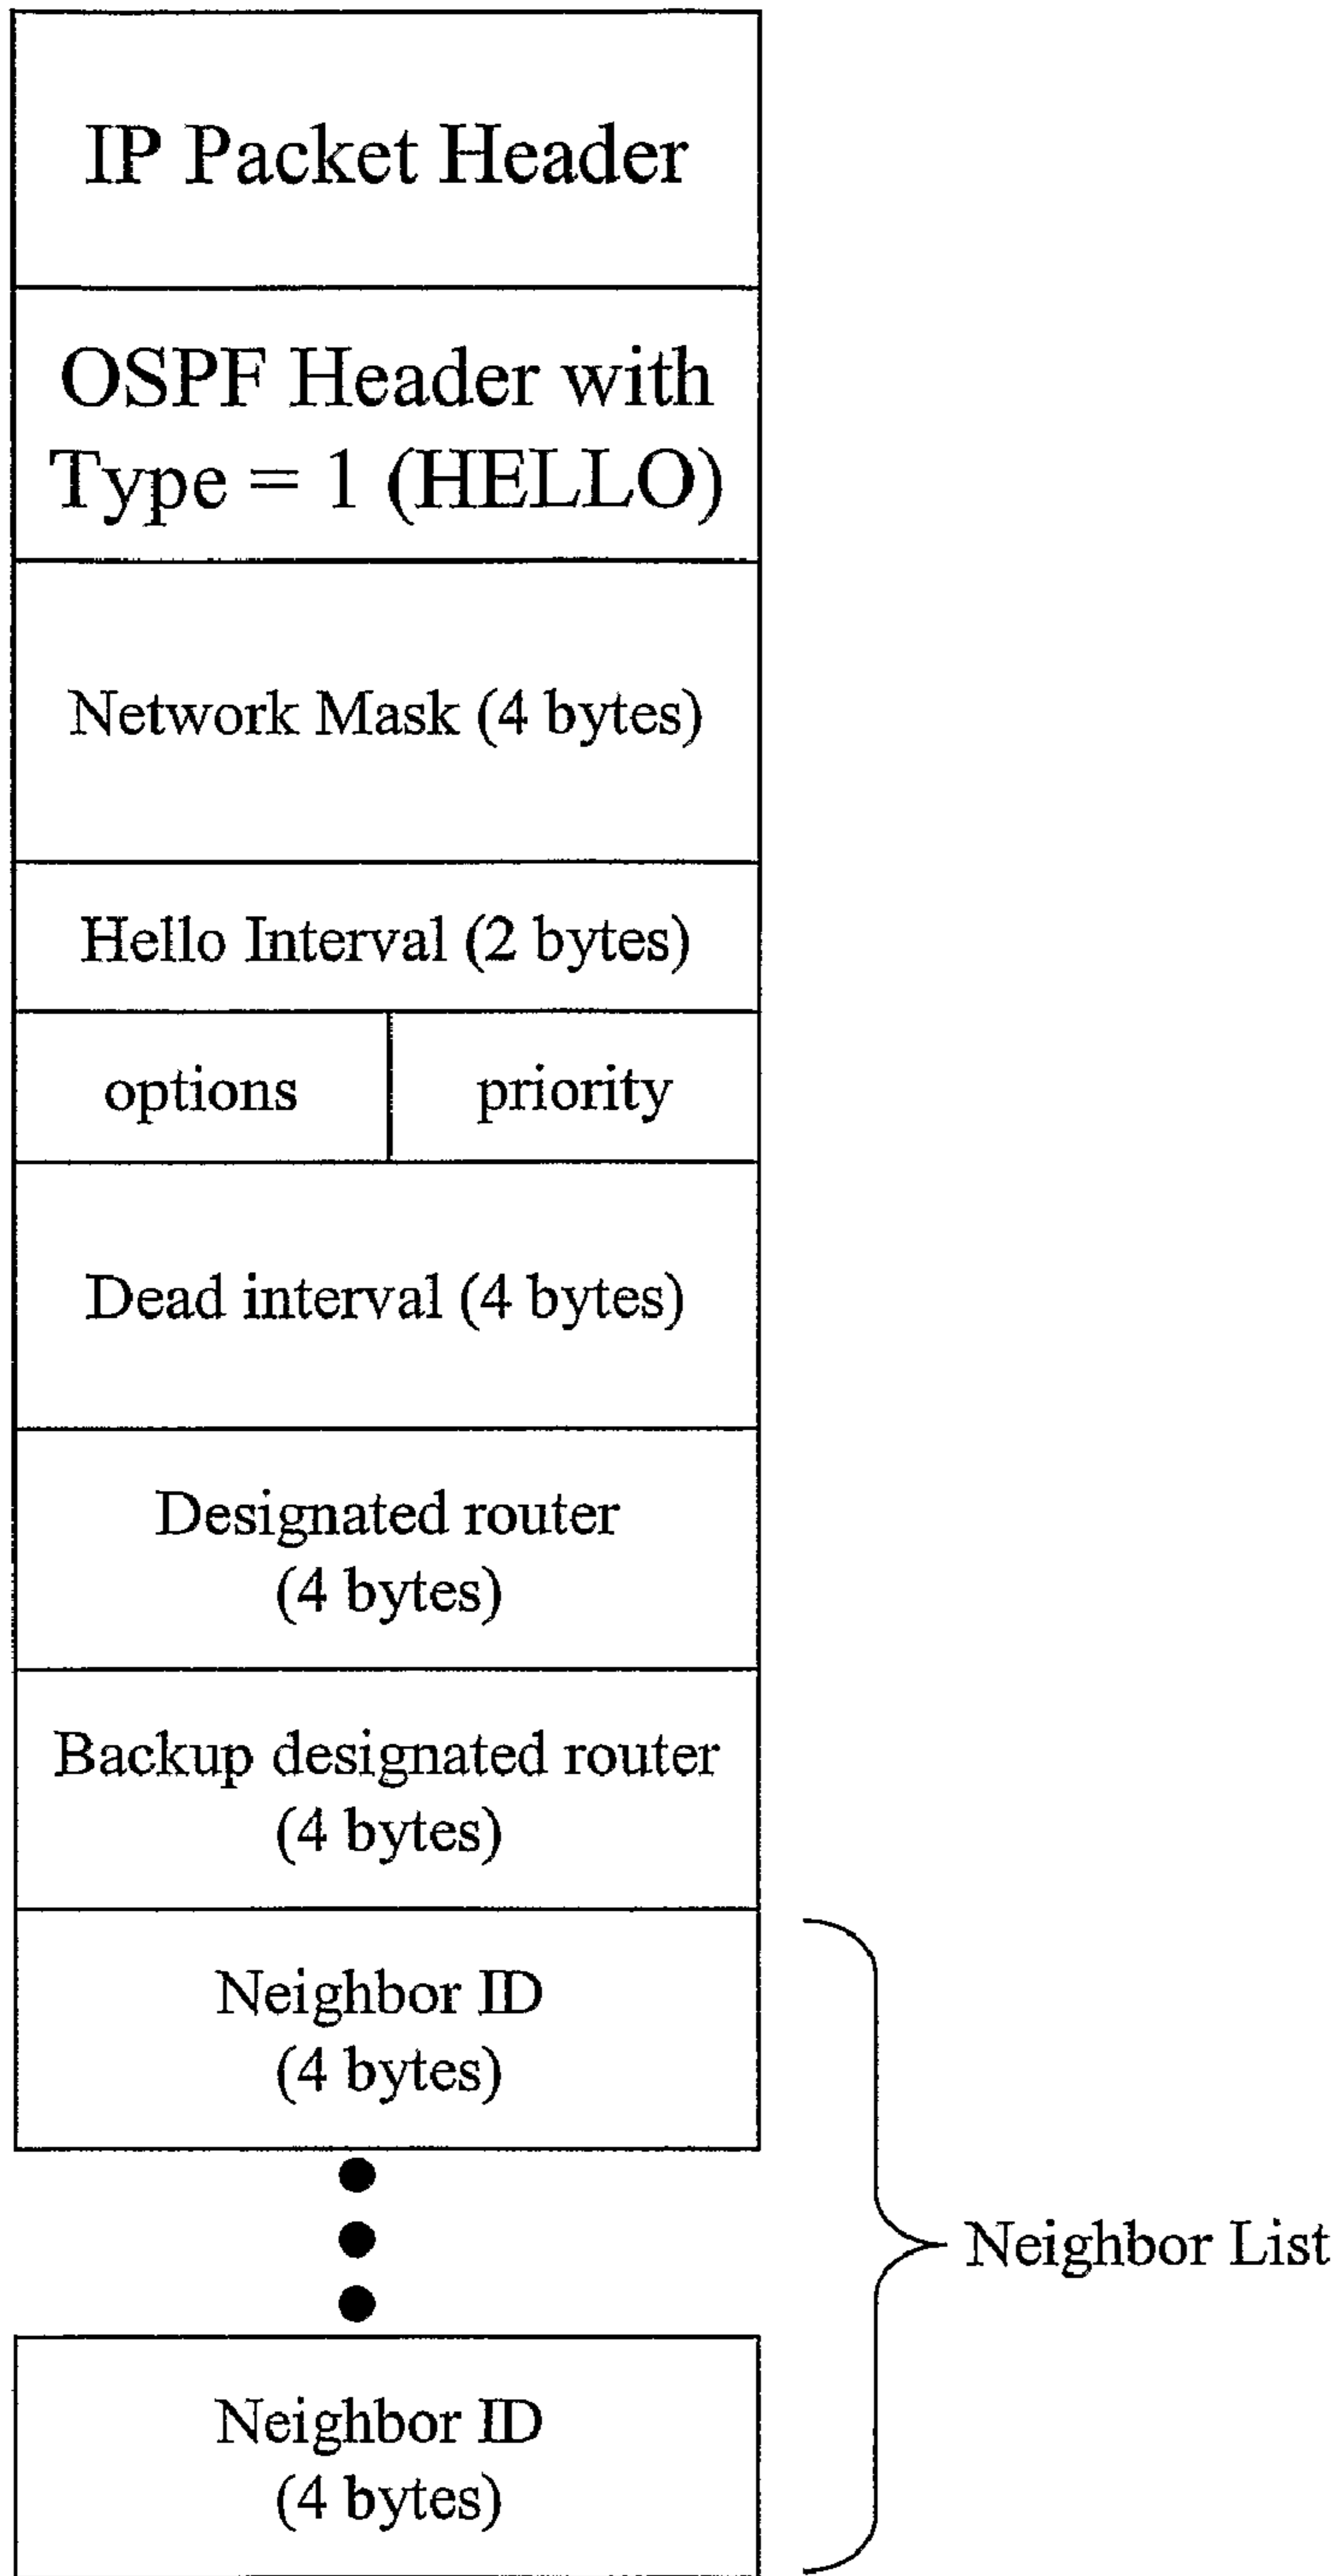 IP Packet Header
OSPF Header with
Type = 1 (HELLO)
Network Mask (4 bytes)
Hello Interval (2 bytes)
options priority
Dead interval (4 bytes)
Designated router
(4 bytes)
Backup designated router
(4 bytes)
Neighbor ID
(4 bytes)
Neighbor List
Neighbor ID
(4 bytes)